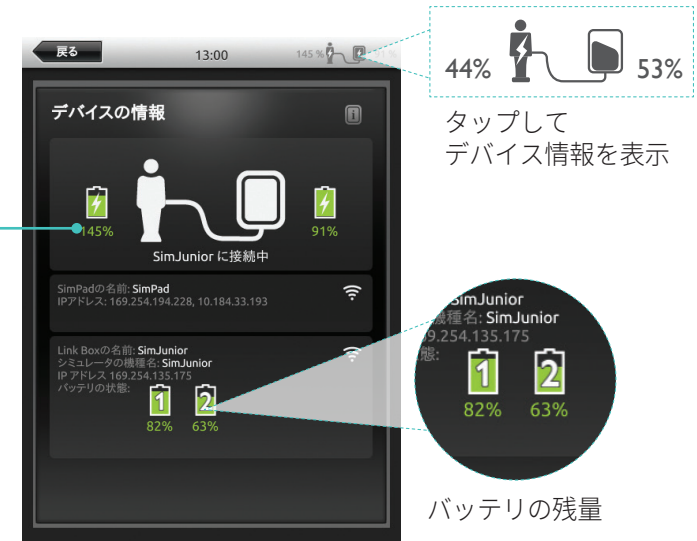 戻る
13:00
145 %
44%
53%
タップして
デバイス情報を表示
デバイスの情報
145%
91%
SimJunior に接続中
SimPadの名前: SimPad
IPアドレス: 169.254.194.228, 10.184.33.193
Link Boxの名前: SimJunior
シミュレータの機種名: SimJunior
IP アドレス 169.254.135.175
バッテリの状態:
1
2
82%
63%
SimJunior
機種名: SimJunior
9.254.135.175
態:
1
2
82%
63%
バッテリの残量